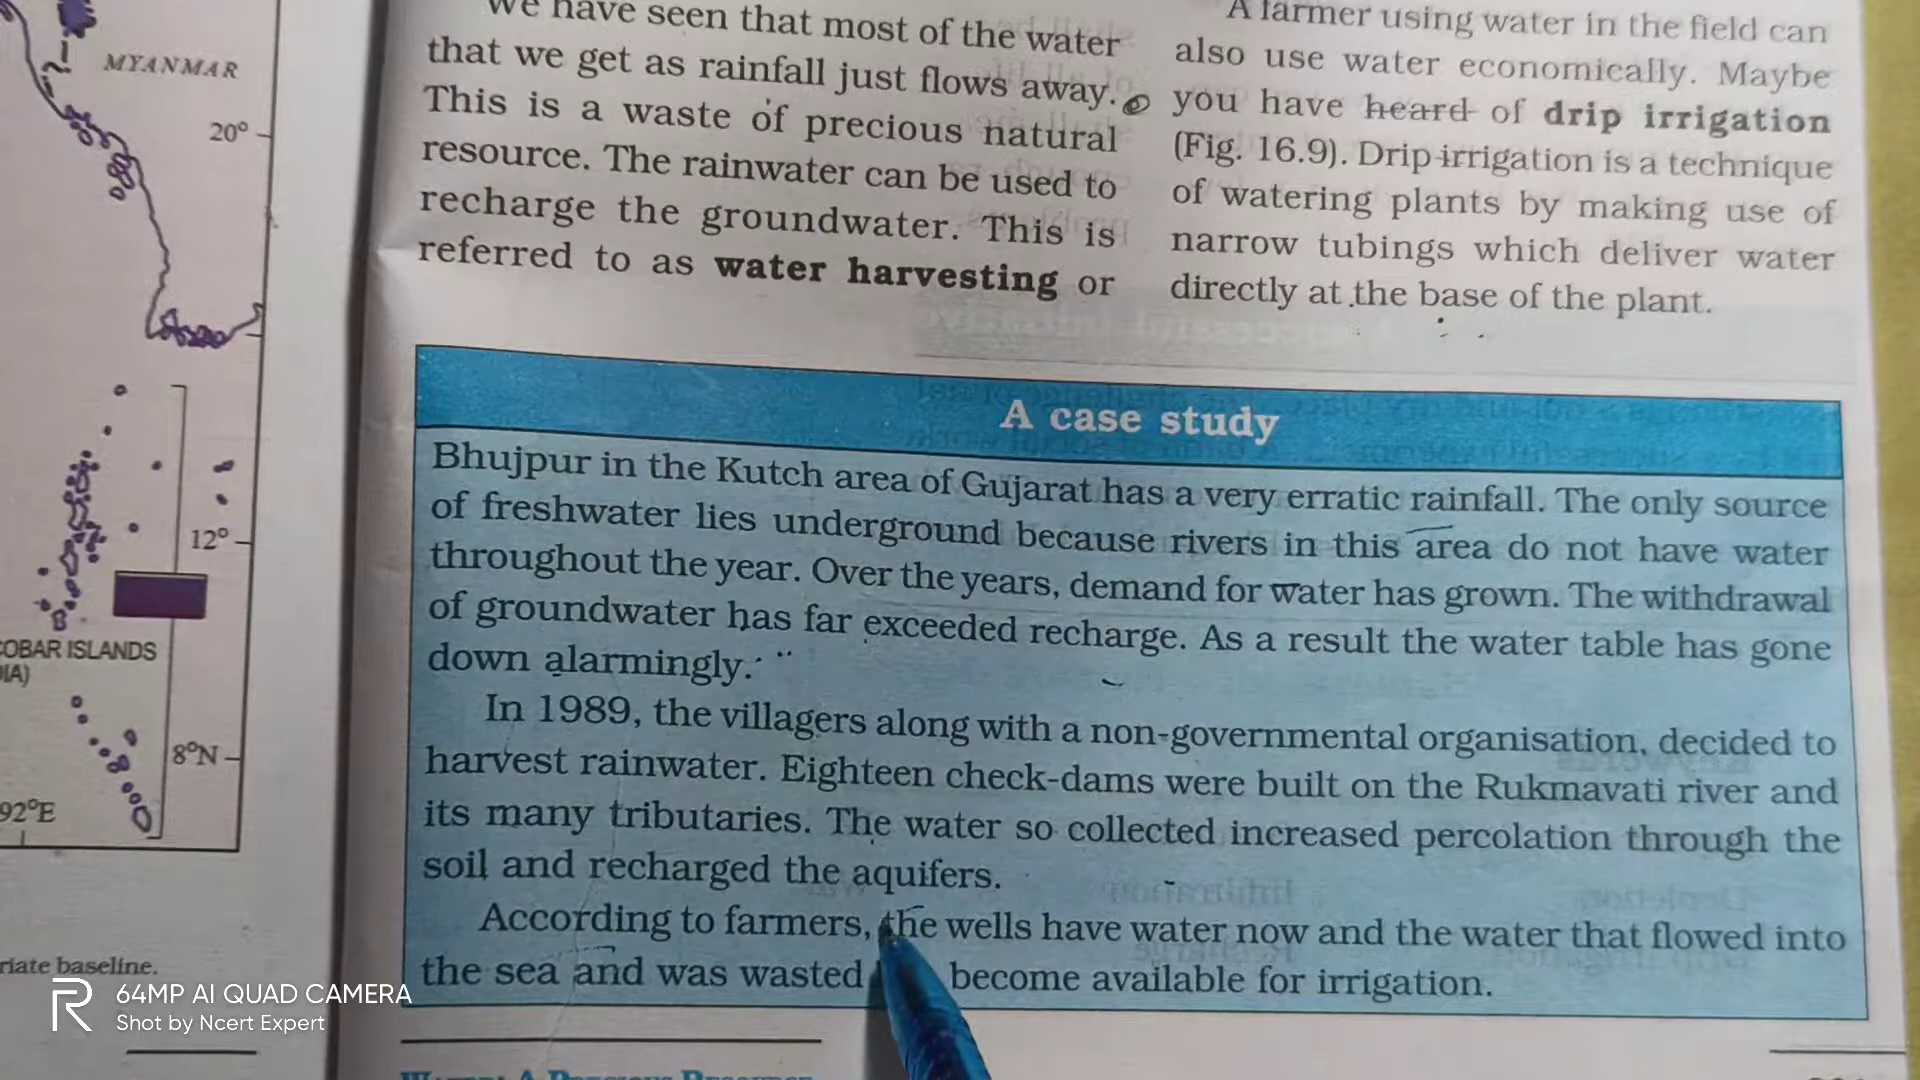 MYANMAR
20°
12°
COBAR ISLANDS
8°N
92°E
riate baseline.
We have seen that most of the water
that we get as rainfall just flows away.
This is a waste of precious natural
resource. The rainwater can be used to
recharge the groundwater. This is
referred to as water harvesting or
A farmer using water in the field can
also use water economically. Maybe
you have heard of drip irrigation
(Fig. 16.9). Drip irrigation is a technique
of watering plants by making use of
narrow tubings which deliver water
directly at the base of the plant.
A case study
Bhujpur in the Kutch area of Gujarat has a very erratic rainfall. The only source
of freshwater lies underground because rivers in this area do not have water
throughout the year. Over the years, demand for water has grown. The withdrawal
of groundwater has far exceeded recharge. As a result the water table has gone
down alarmingly.
In 1989, the villagers along with a non-governmental organisation, decided to
harvest rainwater. Eighteen check-dams were built on the Rukmavati river and
its many tributaries. The water so collected increased percolation through the
soil and recharged the aquifers.
According to farmers, the wells have water now and the water that flowed into
the sea and was wasted become available for irrigation.
64MP AI QUAD CAMERA
Shot by Ncert Expert